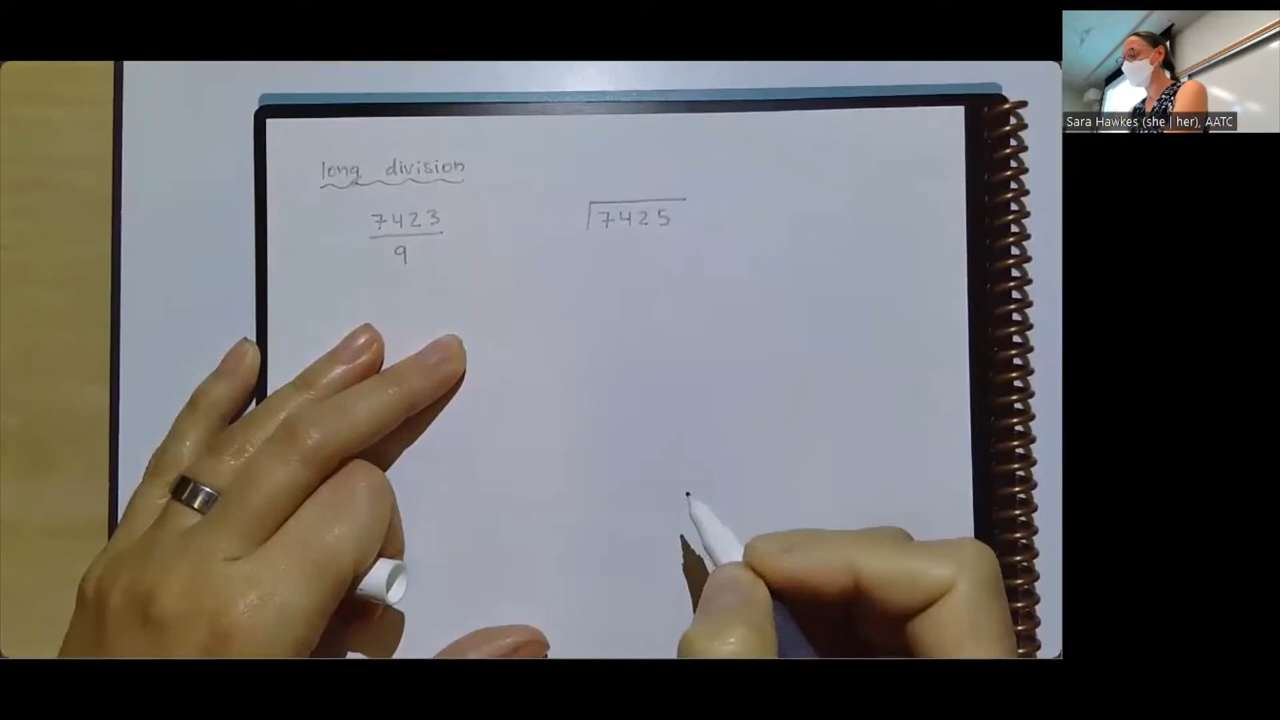 long division
7423
9
7425
Sara Hawkes (she | her), AATC